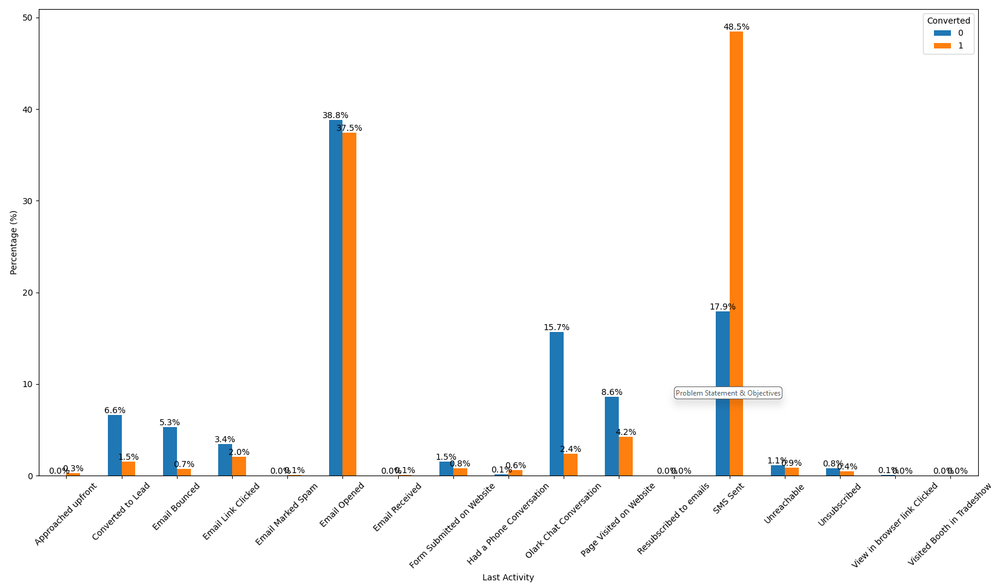 Converted
0
1
50
40
30
20
10
0
Percentage (%)
0.0%
0.3%
6.6%
1.5%
5.3%
0.7%
3.4%
2.0%
0.0%
0.1%
38.8%
37.5%
0.0%
0.1%
1.5%
0.8%
0.1%
0.6%
15.7%
2.4%
8.6%
4.2%
0.0%
0.0%
17.9%
48.5%
1.1%
0.9%
0.8%
0.4%
0.1%
0.0%
0.0%
0.0%
Problem Statement & Objectives
Approached upfront
Converted to Lead
Email Bounced
Email Link Clicked
Email Marked Spam
Email Opened
Email Received
Form Submitted on Website
Had a Phone Conversation
Olark Chat Conversation
Page Visited on Website
Resubscribed to emails
SMS Sent
Unreachable
Unsubscribed
View in browser link Clicked
Visited Booth in Tradeshow
Last Activity